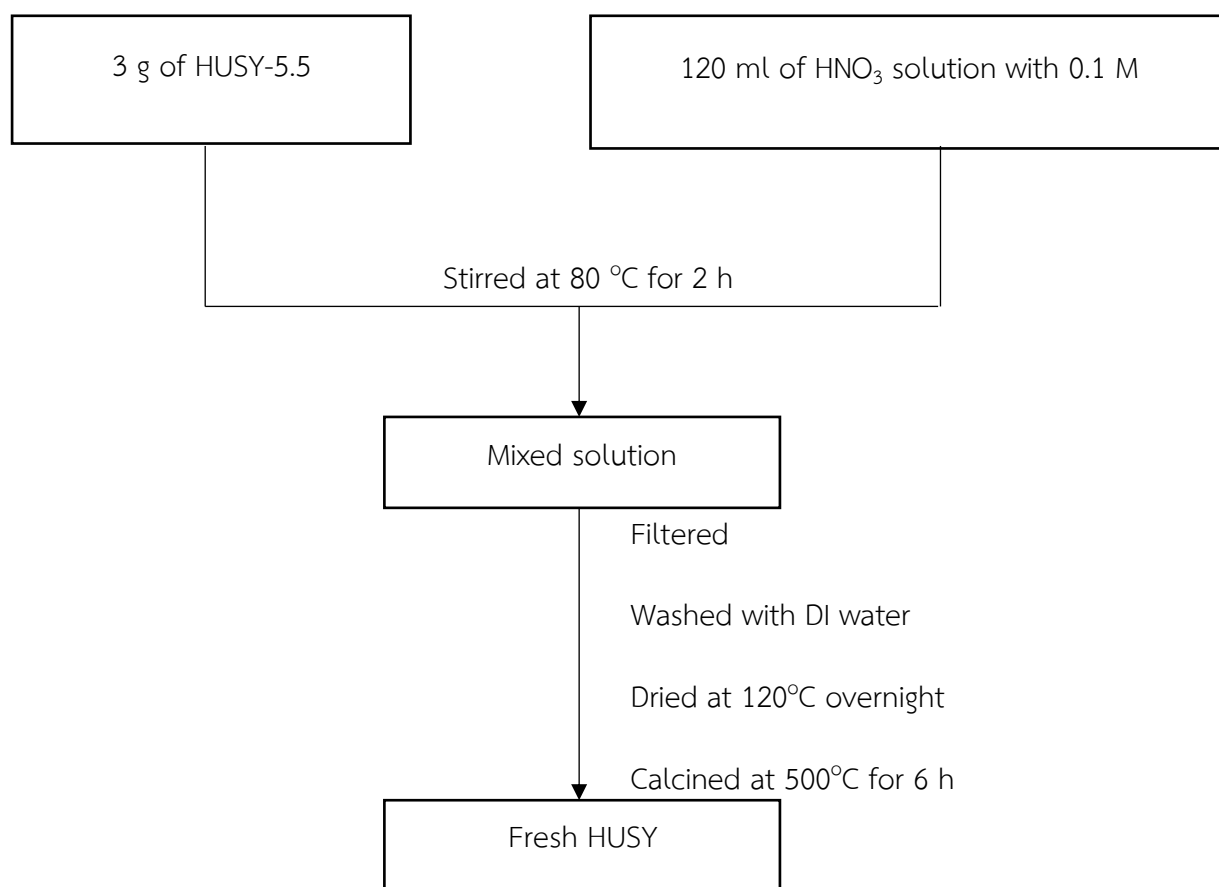 3 g of HUSY-5.5
120 ml of HNO₃ solution with 0.1 M
Stirred at 80 °C for 2 h
Mixed solution
Filtered
Washed with DI water
Dried at 120°C overnight
Calcined at 500°C for 6 h
Fresh HUSY